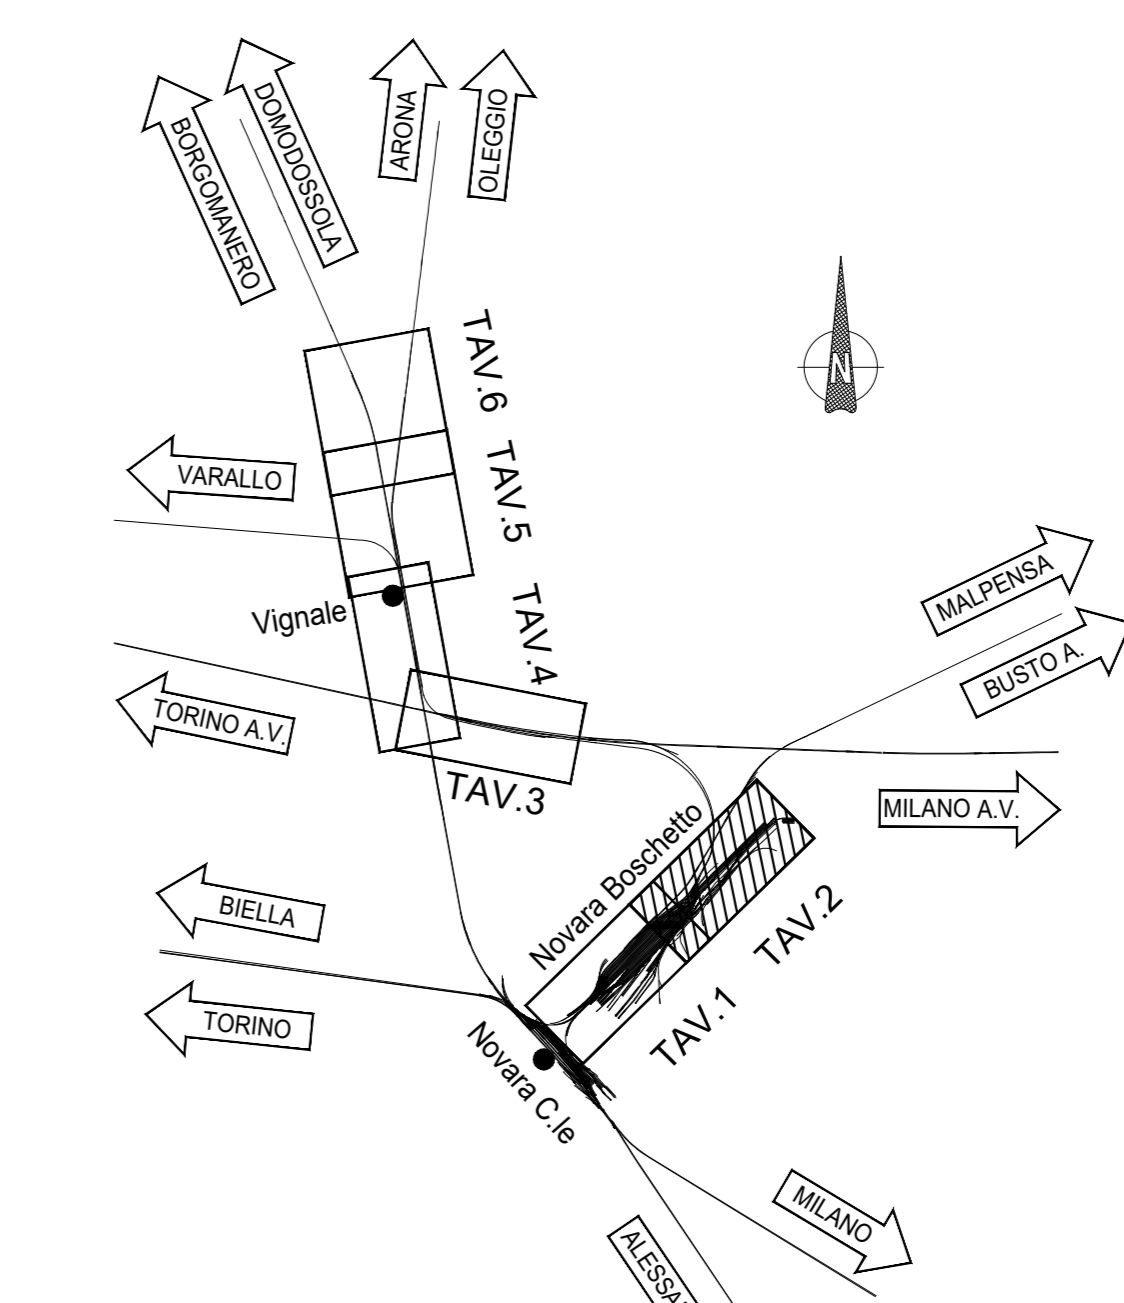 DOMODOSSOLA
BORGOMANERO
ARONA
OLEGGIO
TAV.6
N
VARALLO
TAV.5
MALPENSA
Vignale
TAV.4
BUSTO A.
TORINO A.V.
TAV.3
MILANO A.V.
Novara Boschetto
BIELLA
TAV.2
TORINO
TAV.1
Novara C.le
MILANO